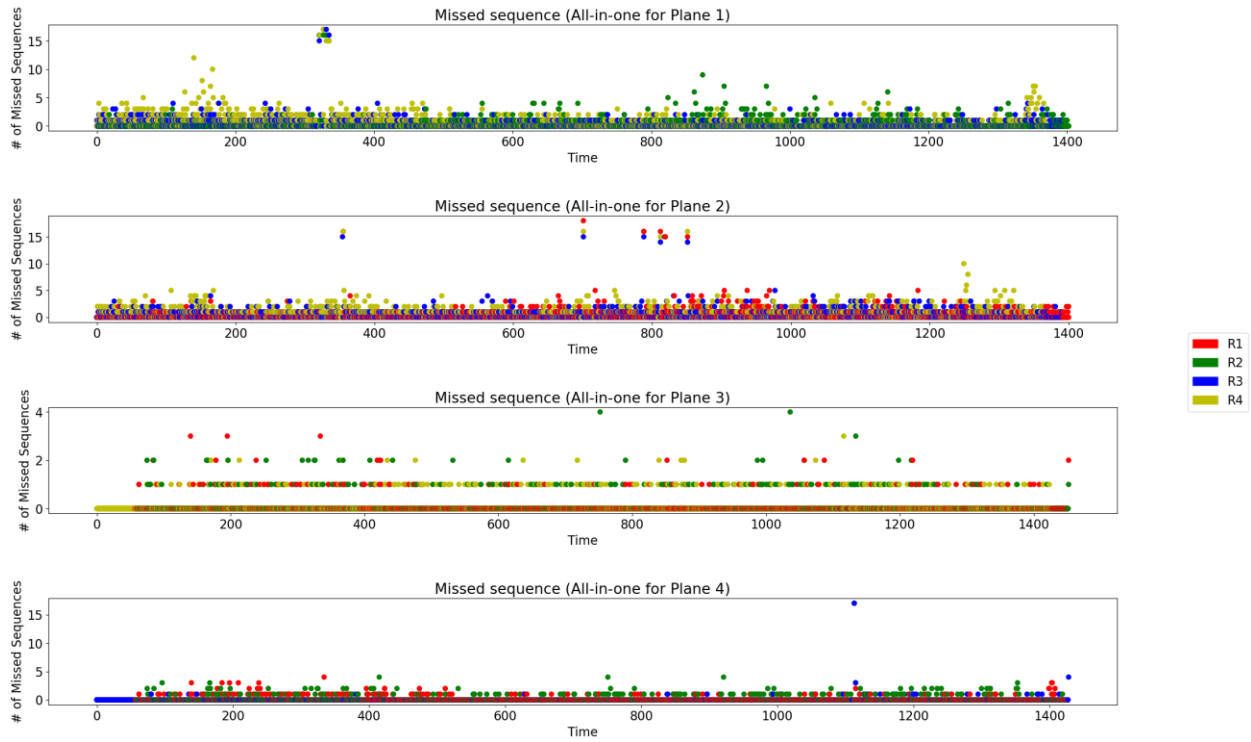 Missed sequence (All-in-one for Plane 1)
# of Missed Sequences
15
10
5
0
0 200 400 600 800 1000 1200 1400
Time
Missed sequence (All-in-one for Plane 2)
# of Missed Sequences
15
10
5
0
0 200 400 600 800 1000 1200 1400
Time
R1
R2
R3
R4
Missed sequence (All-in-one for Plane 3)
# of Missed Sequences
4
2
0
0 200 400 600 800 1000 1200 1400
Time
Missed sequence (All-in-one for Plane 4)
# of Missed Sequences
15
10
5
0
0 200 400 600 800 1000 1200 1400
Time